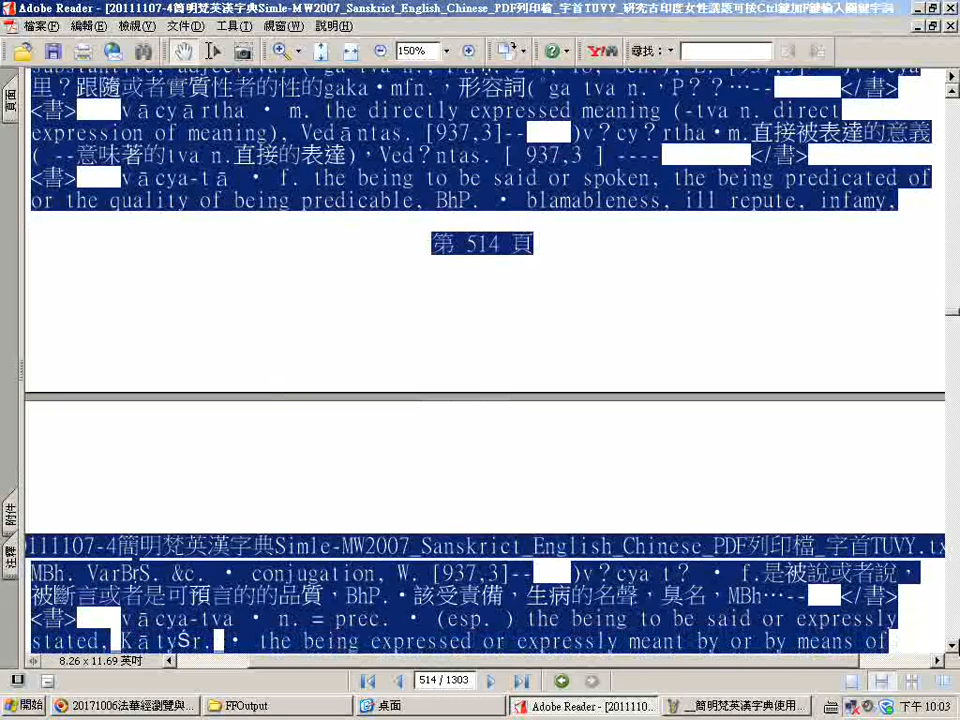 Adobe Reader - [20111107-4簡明梵英漢字典Simle-MW2007_Sanskrict_English_Chinese_PDF列印檔_字首TUVY_研究古印度女性議題可按Ctrl鍵加F鍵輸入關鍵字詞
檔案(F) 編輯(E) 檢視(V) 文件(D) 工具(T) 視窗(W) 說明(H)
150% 尋找：
頁面
里？跟隨或者實質性者的性的gaka‧mfn.，形容詞( ˚ga tva n.，P？？…-- </書>
<書> vācyārtha ‧ m. the directly expressed meaning (-tva n. direct
expression of meaning), Vedāntas. [937,3]-- )v？cy？rtha‧m.直接被表達的意義
( --意味著的tva n.直接的表達)，Ved？ntas. [ 937,3 ] ---- </書>
<書> vācya-tā ‧ f. the being to be said or spoken, the being predicated of
or the quality of being predicable, BhP. ‧ blamableness, ill repute, infamy,
第 514 頁
111107-4簡明梵英漢字典Simle-MW2007_Sanskrict_English_Chinese_PDF列印檔_字首TUVY.tx
MBh. VarBṛS. &c. ‧ conjugation, W. [937,3]-- )v？cya t？ ‧ f.是被說或者說，
被斷言或者是可預言的的品質，BhP.‧該受責備，生病的名聲，臭名，MBh…-- </書>
<書> vācya-tva ‧ n. = prec. ‧ (esp. ) the being to be said or expressly
stated, KātyŚr. ‧ the being expressed or expressly meant by or by means of
附件
注釋
8.26 x 11.69 英吋
514 / 1303
開始 20171006法華經瀏覽與... FFOutput 桌面 Adobe Reader - [2011110... __簡明梵英字典使用... 下午 10:03